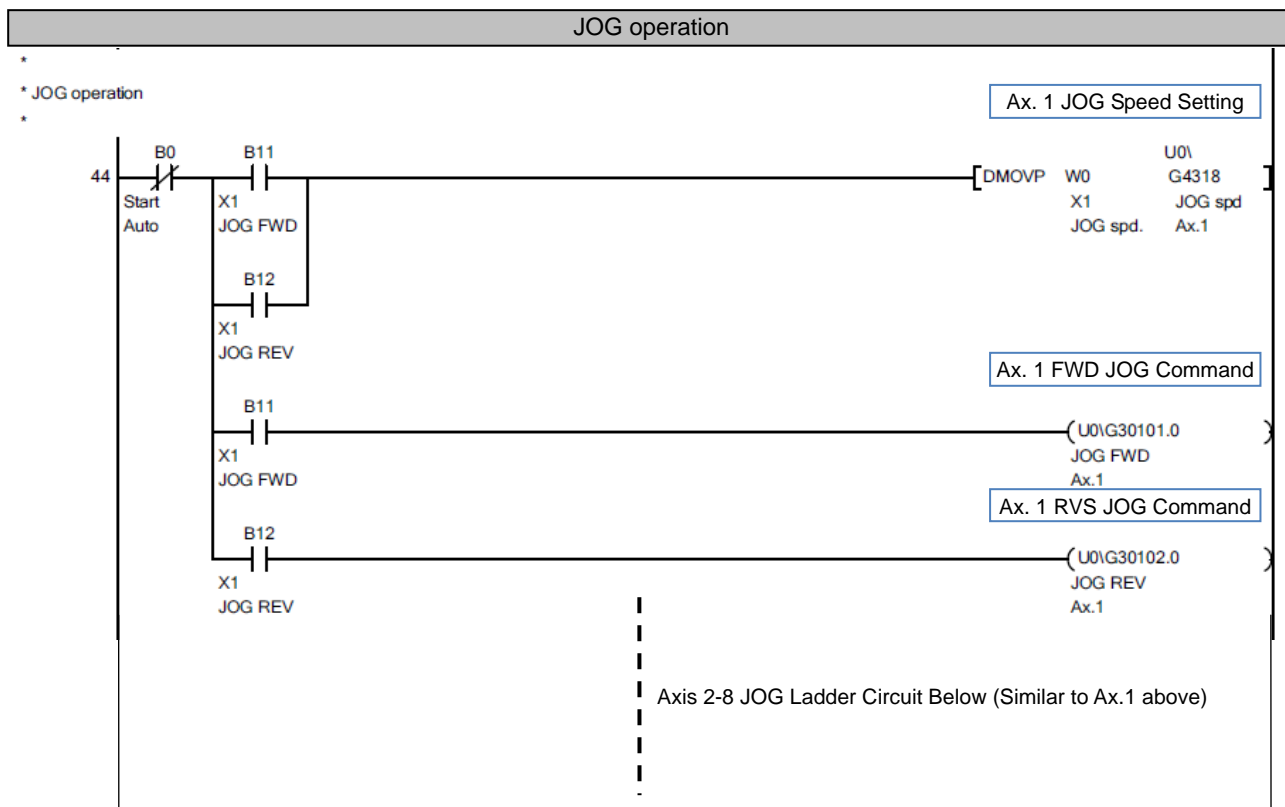 JOG operation
*
* JOG operation
*
Ax. 1 JOG Speed Setting
B0 B11 U0\
44 [DMOVP W0 G4318 ]
Start X1 X1 JOG spd
Auto JOG FWD JOG spd. Ax.1
B12
X1
JOG REV
Ax. 1 FWD JOG Command
B11
(U0\G30101.0 )
X1 JOG FWD
JOG FWD Ax.1
Ax. 1 RVS JOG Command
B12
(U0\G30102.0 )
X1 JOG REV
JOG REV Ax.1
Axis 2-8 JOG Ladder Circuit Below (Similar to Ax.1 above)